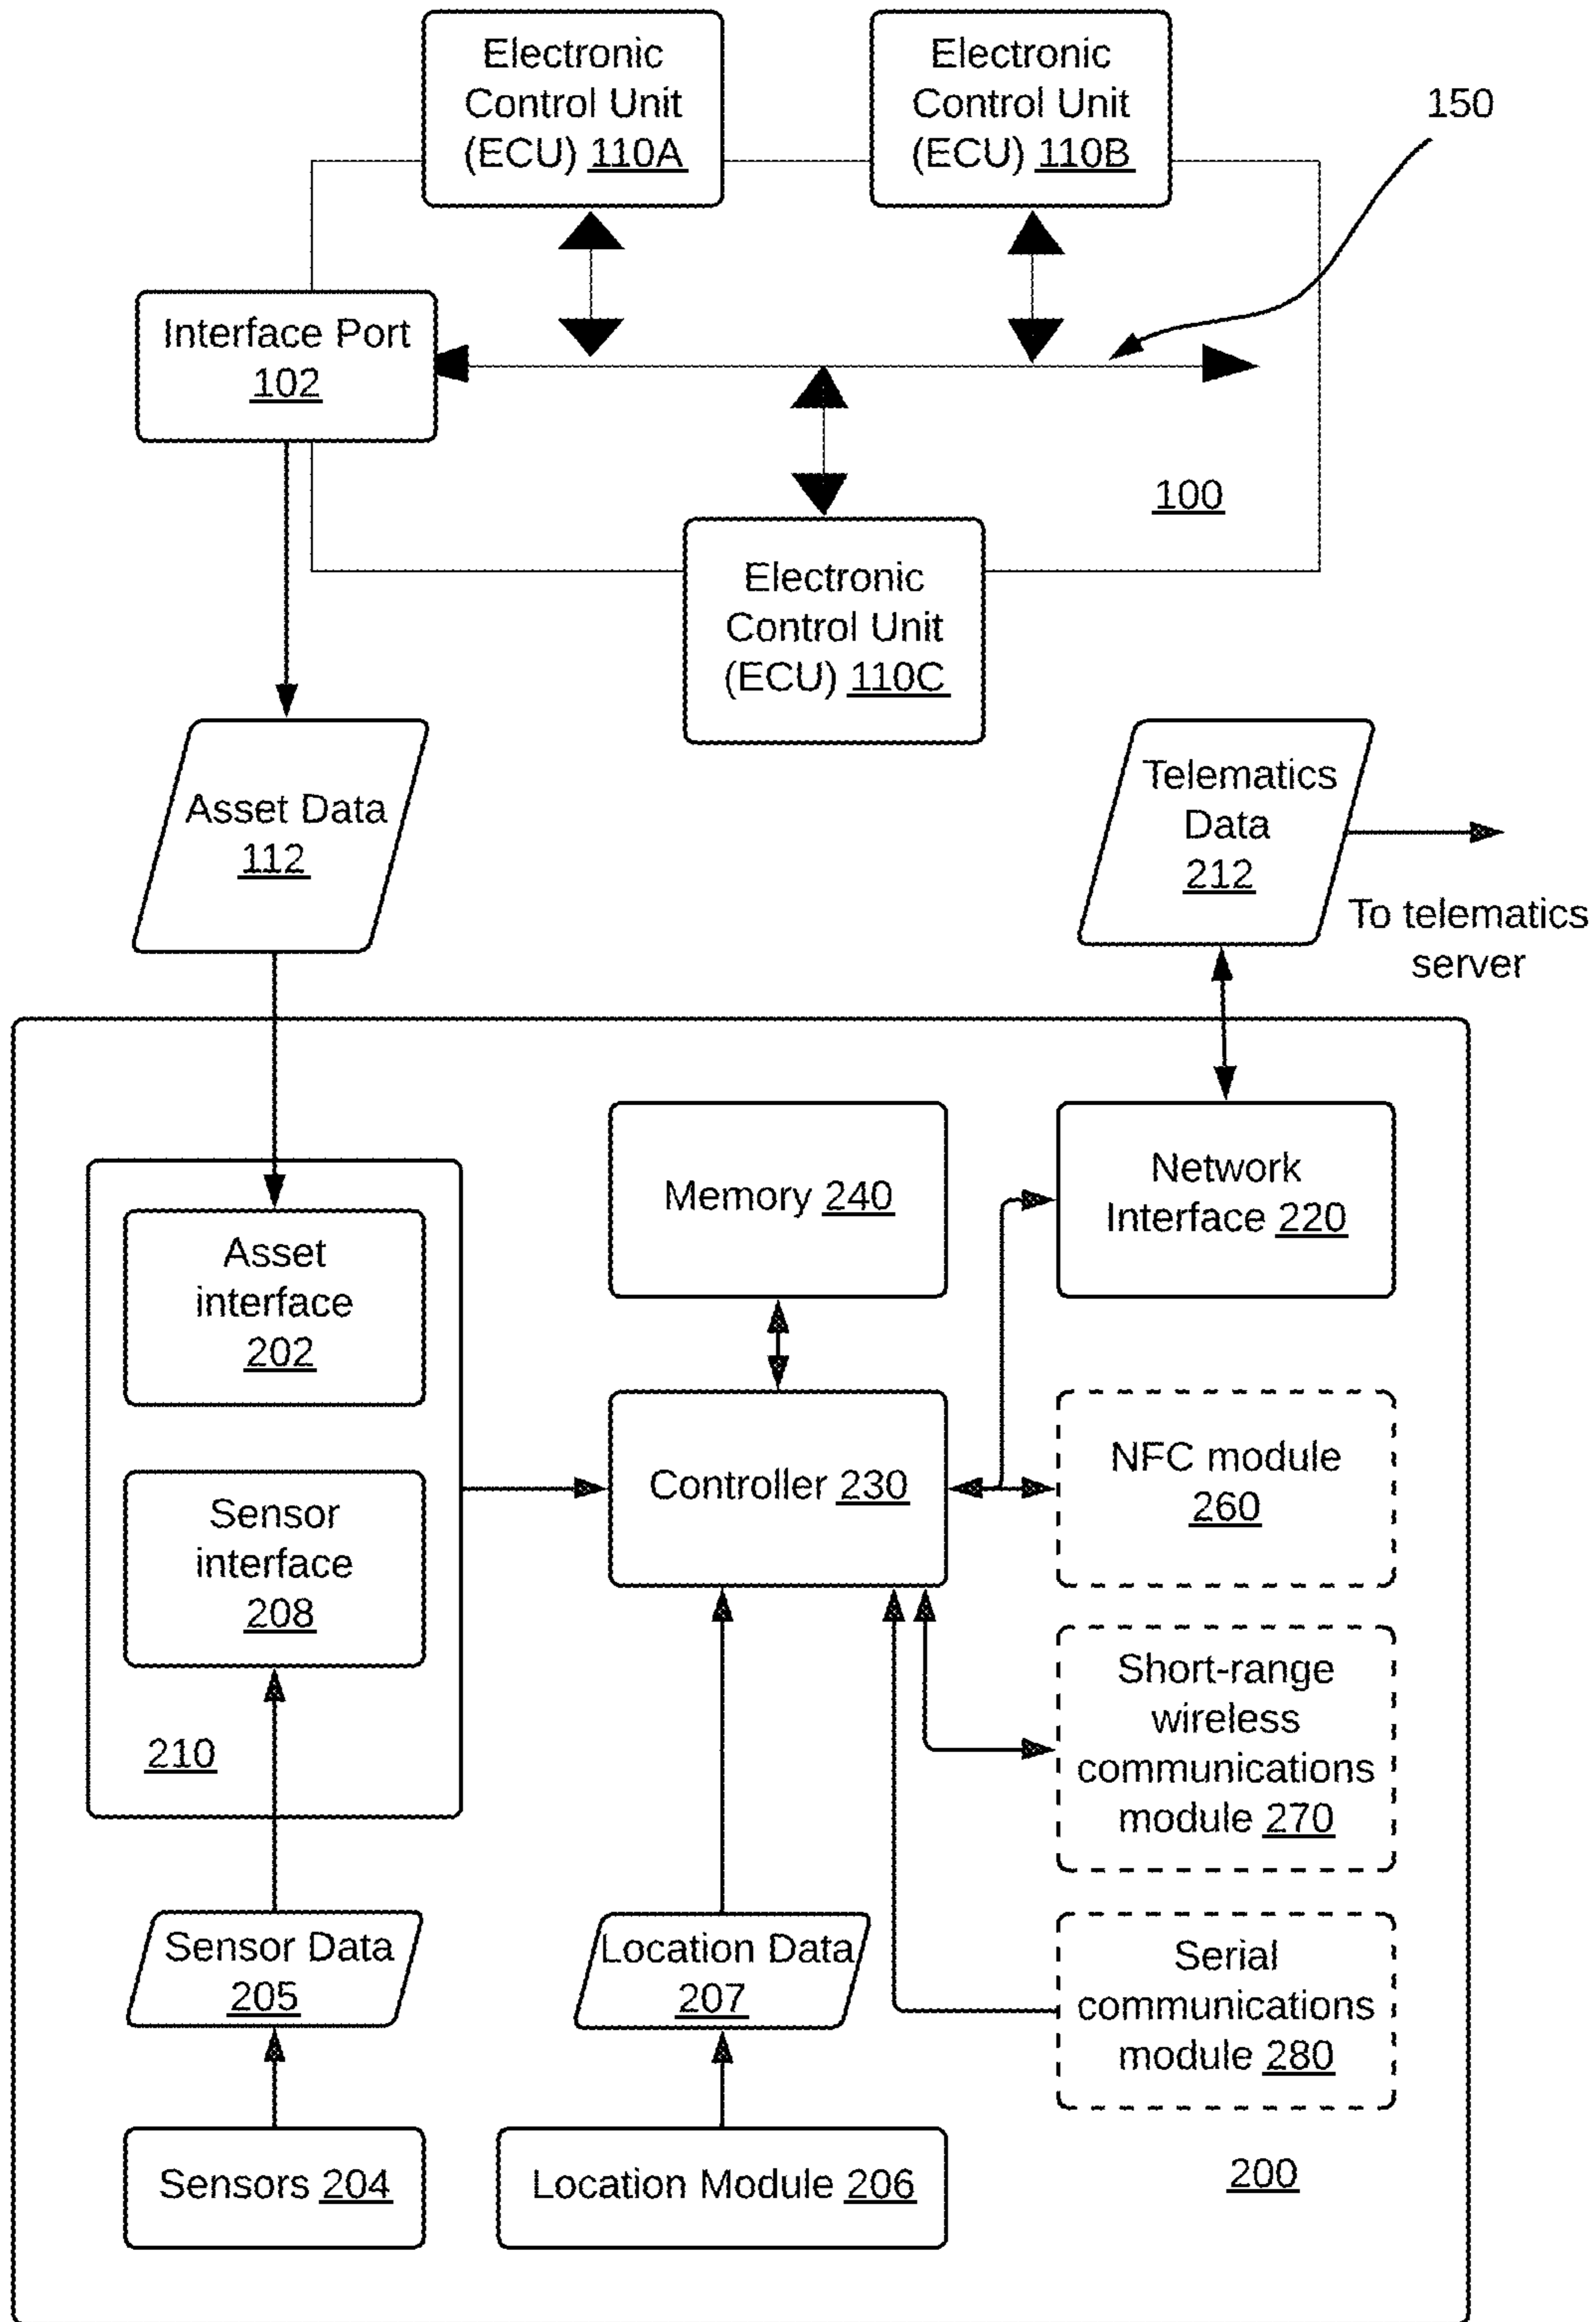 Electronic
Control Unit
(ECU) 110A
Electronic
Control Unit
(ECU) 110B
150
Interface Port
102
100
Electronic
Control Unit
(ECU) 110C
Asset Data
112
Telematics
Data
212
To telematics
server
Asset
interface
202
Memory 240
Network
Interface 220
Sensor
interface
208
Controller 230
NFC module
260
210
Short-range
wireless
communications
module 270
Sensor Data
205
Location Data
207
Serial
communications
module 280
Sensors 204
Location Module 206
200